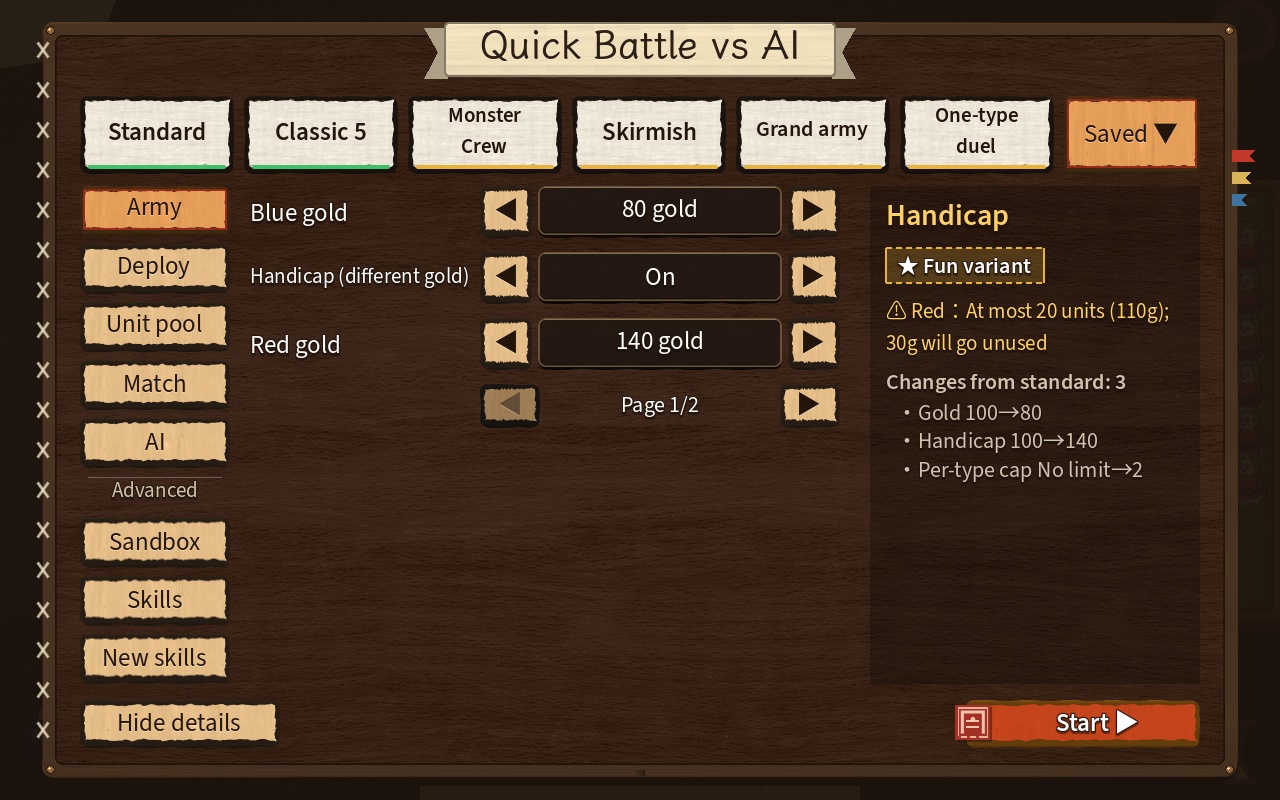 Quick Battle vs AI
Standard
Classic 5
Monster
Crew
Skirmish
Grand army
One-type
duel
Saved ▼
Army
Deploy
Unit pool
Match
AI
Advanced
Sandbox
Skills
New skills
Hide details
Blue gold
◀ 80 gold ▶
Handicap (different gold)
◀ On ▶
Red gold
◀ 140 gold ▶
◀ Page 1/2 ▶
Handicap
★ Fun variant
⚠ Red：At most 20 units (110g);
30g will go unused
Changes from standard: 3
・Gold 100→80
・Handicap 100→140
・Per-type cap No limit→2
Start ▶